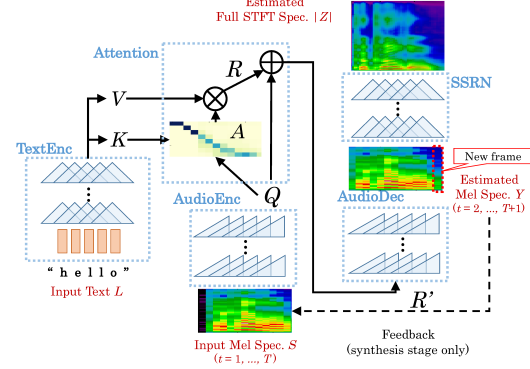 Estimated
Full STFT Spec. |Z|
Attention
R
SSRN
V
A
K
TextEnc
New frame
Q
Estimated
Mel Spec. Y
(t = 2, ..., T+1)
AudioEnc
AudioDec
“ h e l l o ”
Input Text L
R’
Input Mel Spec. S
(t = 1, ..., T)
Feedback
(synthesis stage only)